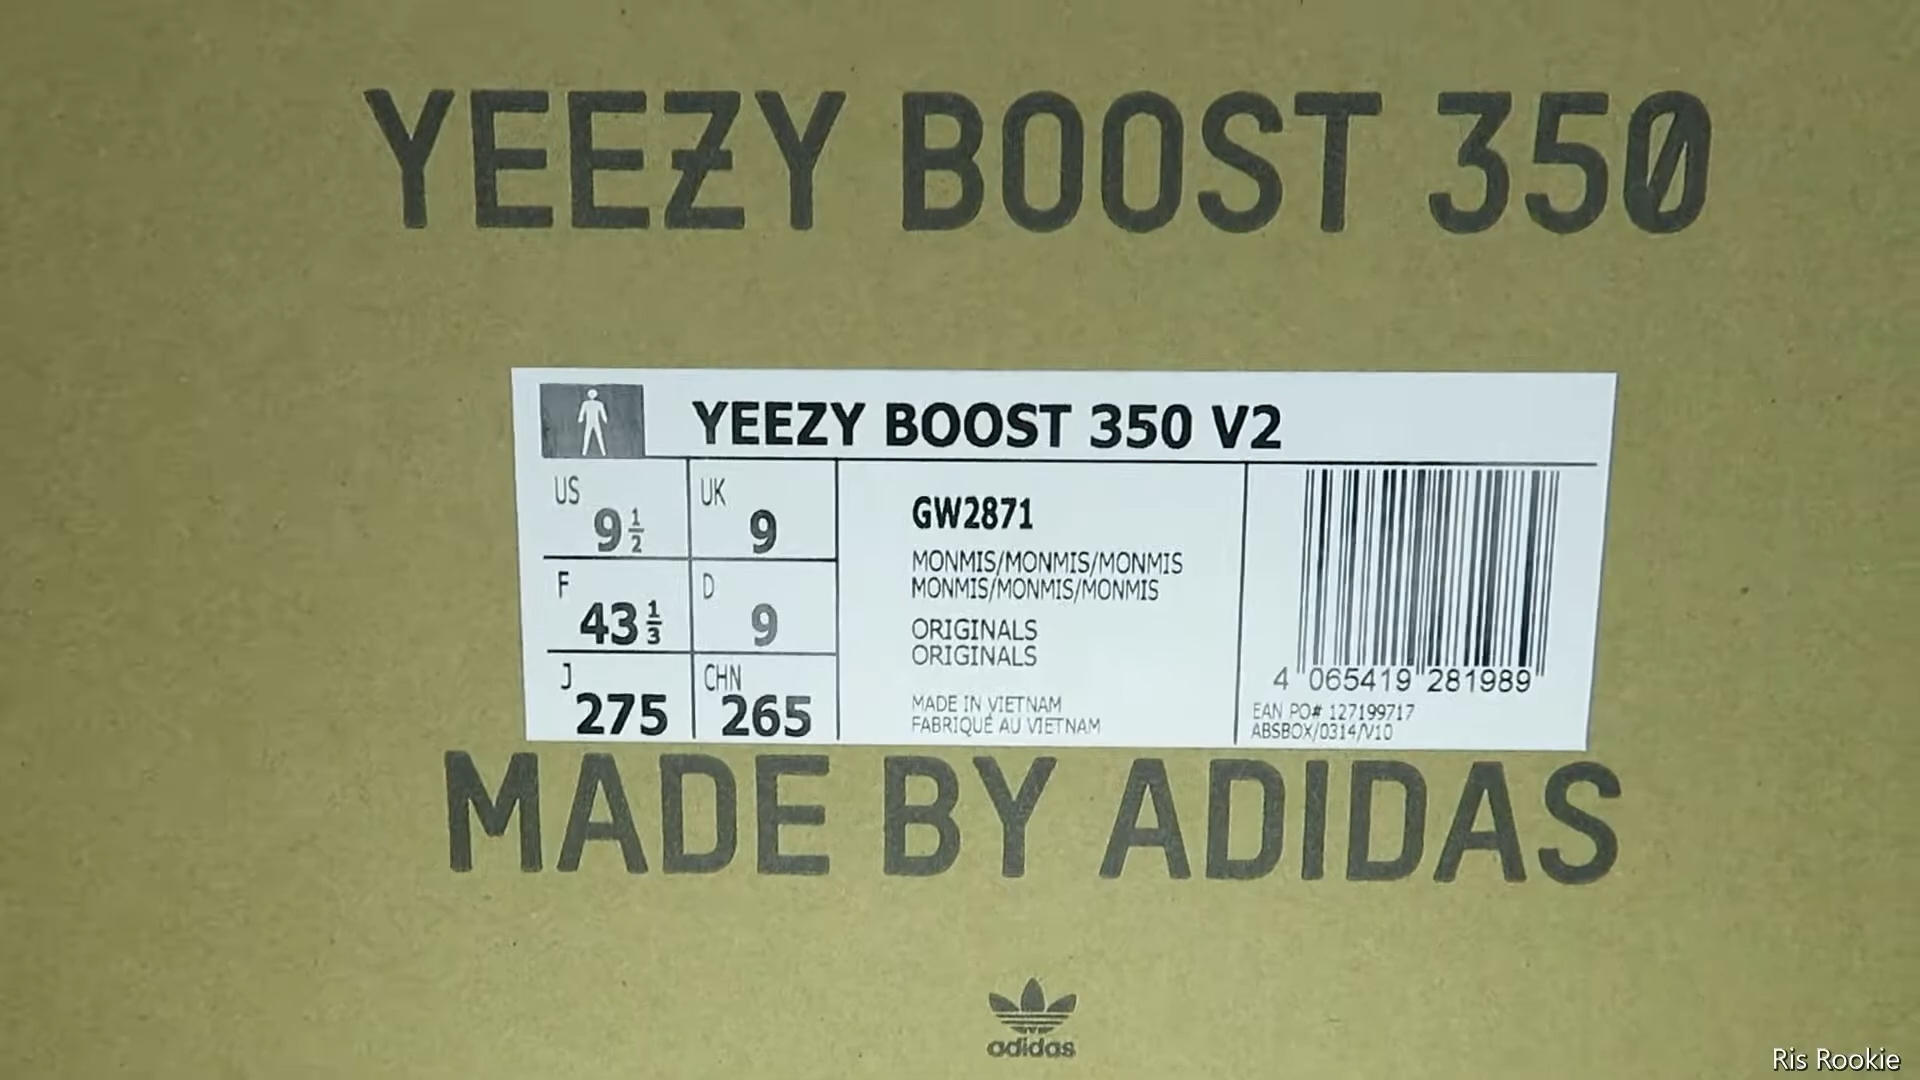 YEEZY BOOST 350
YEEZY BOOST 350 V2
US 9 1/2
UK 9
F 43 1/3
D 9
J 275
CHN 265
GW2871
MONMIS/MONMIS/MONMIS
MONMIS/MONMIS/MONMIS
ORIGINALS
ORIGINALS
MADE IN VIETNAM
FABRIQUÉ AU VIETNAM
4 065419 281989
EAN PO# 127199717
ABSBOX/0314/V10
MADE BY ADIDAS
adidas
Ris Rookie